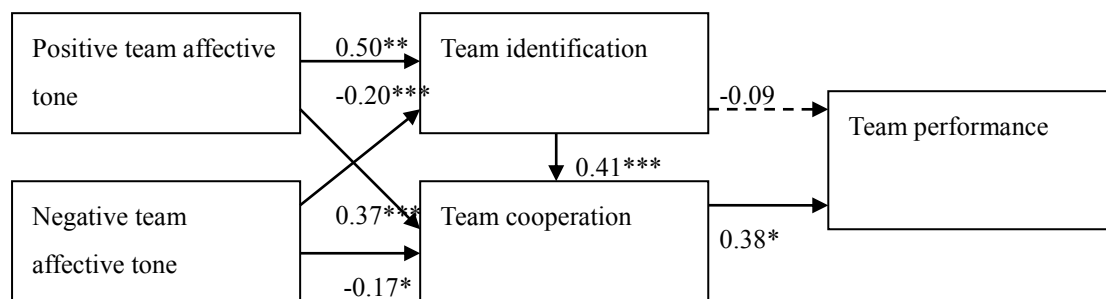 Positive team affective
tone
0.50**
Team identification
-0.20***
-0.09
Team performance
0.41***
Negative team
affective tone
0.37***
Team cooperation
0.38*
-0.17*